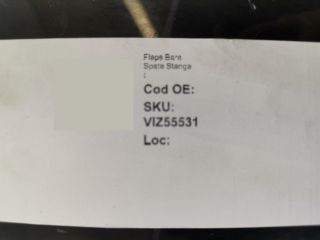 Flaps Bara
Spate Stanga
:
Cod OE:
SKU:
VIZ55531
Loc: